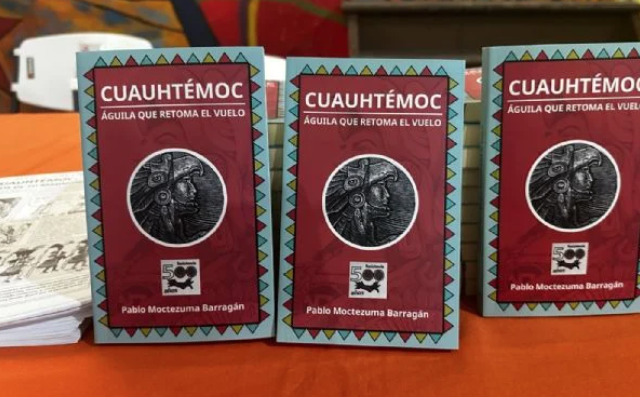 CUAUHTÉMOC
ÁGUILA QUE RETOMA EL VUELO
500
Pablo Moctezuma Barragán
CUAUHTÉMOC
ÁGUILA QUE RETOMA EL VUELO
500
Pablo Moctezuma Barragán
CUAUHTÉMOC
ÁGUILA QUE RETOMA EL VUELO
500
Pablo Moctezuma Barragán